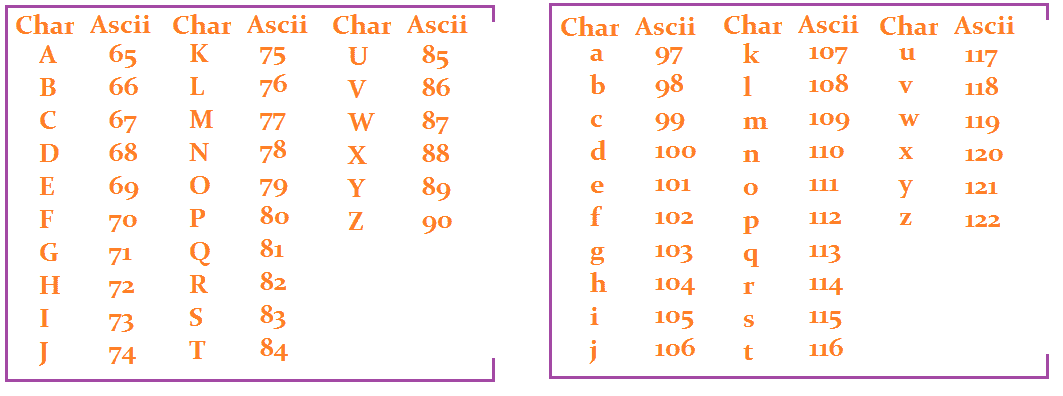 Char Ascii Char Ascii Char Ascii
A 65 K 75 U 85
B 66 L 76 V 86
C 67 M 77 W 87
D 68 N 78 X 88
E 69 O 79 Y 89
F 70 P 80 Z 90
G 71 Q 81
H 72 R 82
I 73 S 83
J 74 T 84
Char Ascii Char Ascii Char Ascii
a 97 k 107 u 117
b 98 l 108 v 118
c 99 m 109 w 119
d 100 n 110 x 120
e 101 o 111 y 121
f 102 p 112 z 122
g 103 q 113
h 104 r 114
i 105 s 115
j 106 t 116